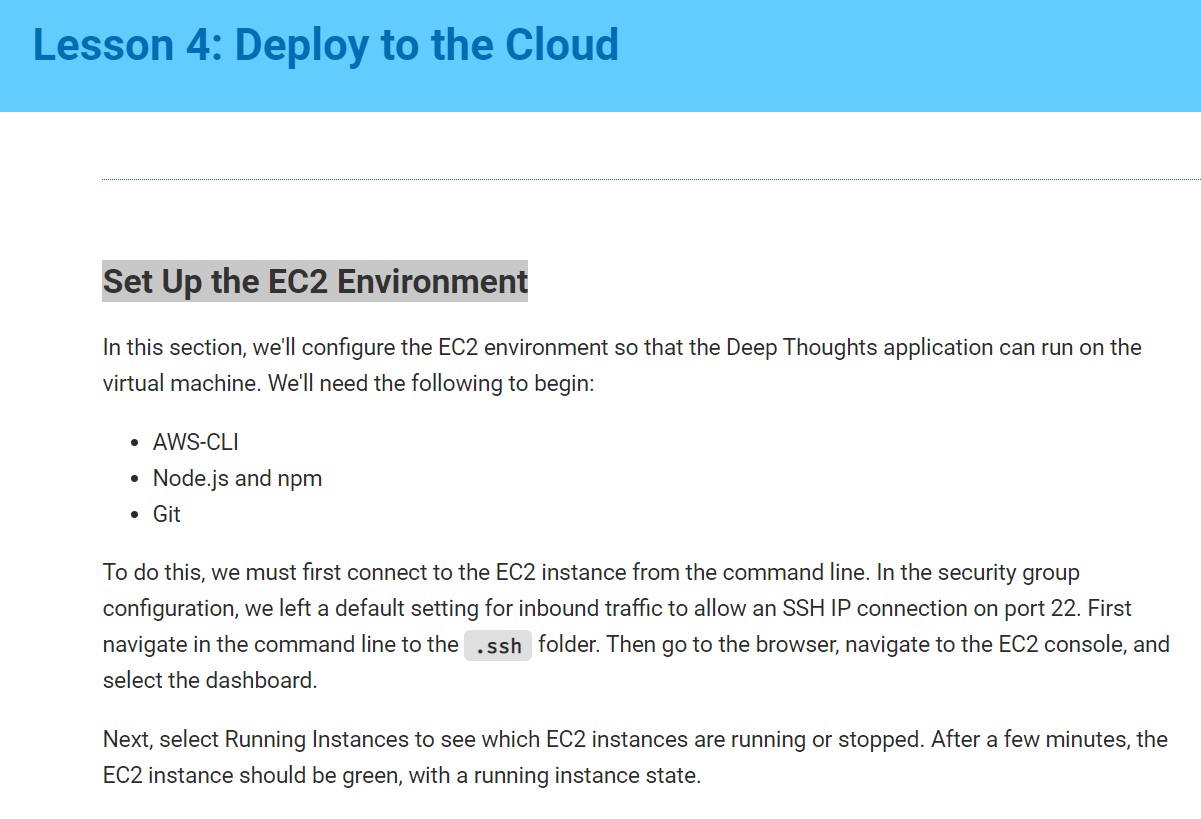 Lesson 4: Deploy to the Cloud
Set Up the EC2 Environment
In this section, we'll configure the EC2 environment so that the Deep Thoughts application can run on the
virtual machine. We'll need the following to begin:
• AWS-CLI
• Node.js and npm
• Git
To do this, we must first connect to the EC2 instance from the command line. In the security group
configuration, we left a default setting for inbound traffic to allow an SSH IP connection on port 22. First
navigate in the command line to the .ssh folder. Then go to the browser, navigate to the EC2 console, and
select the dashboard.
Next, select Running Instances to see which EC2 instances are running or stopped. After a few minutes, the
EC2 instance should be green, with a running instance state.